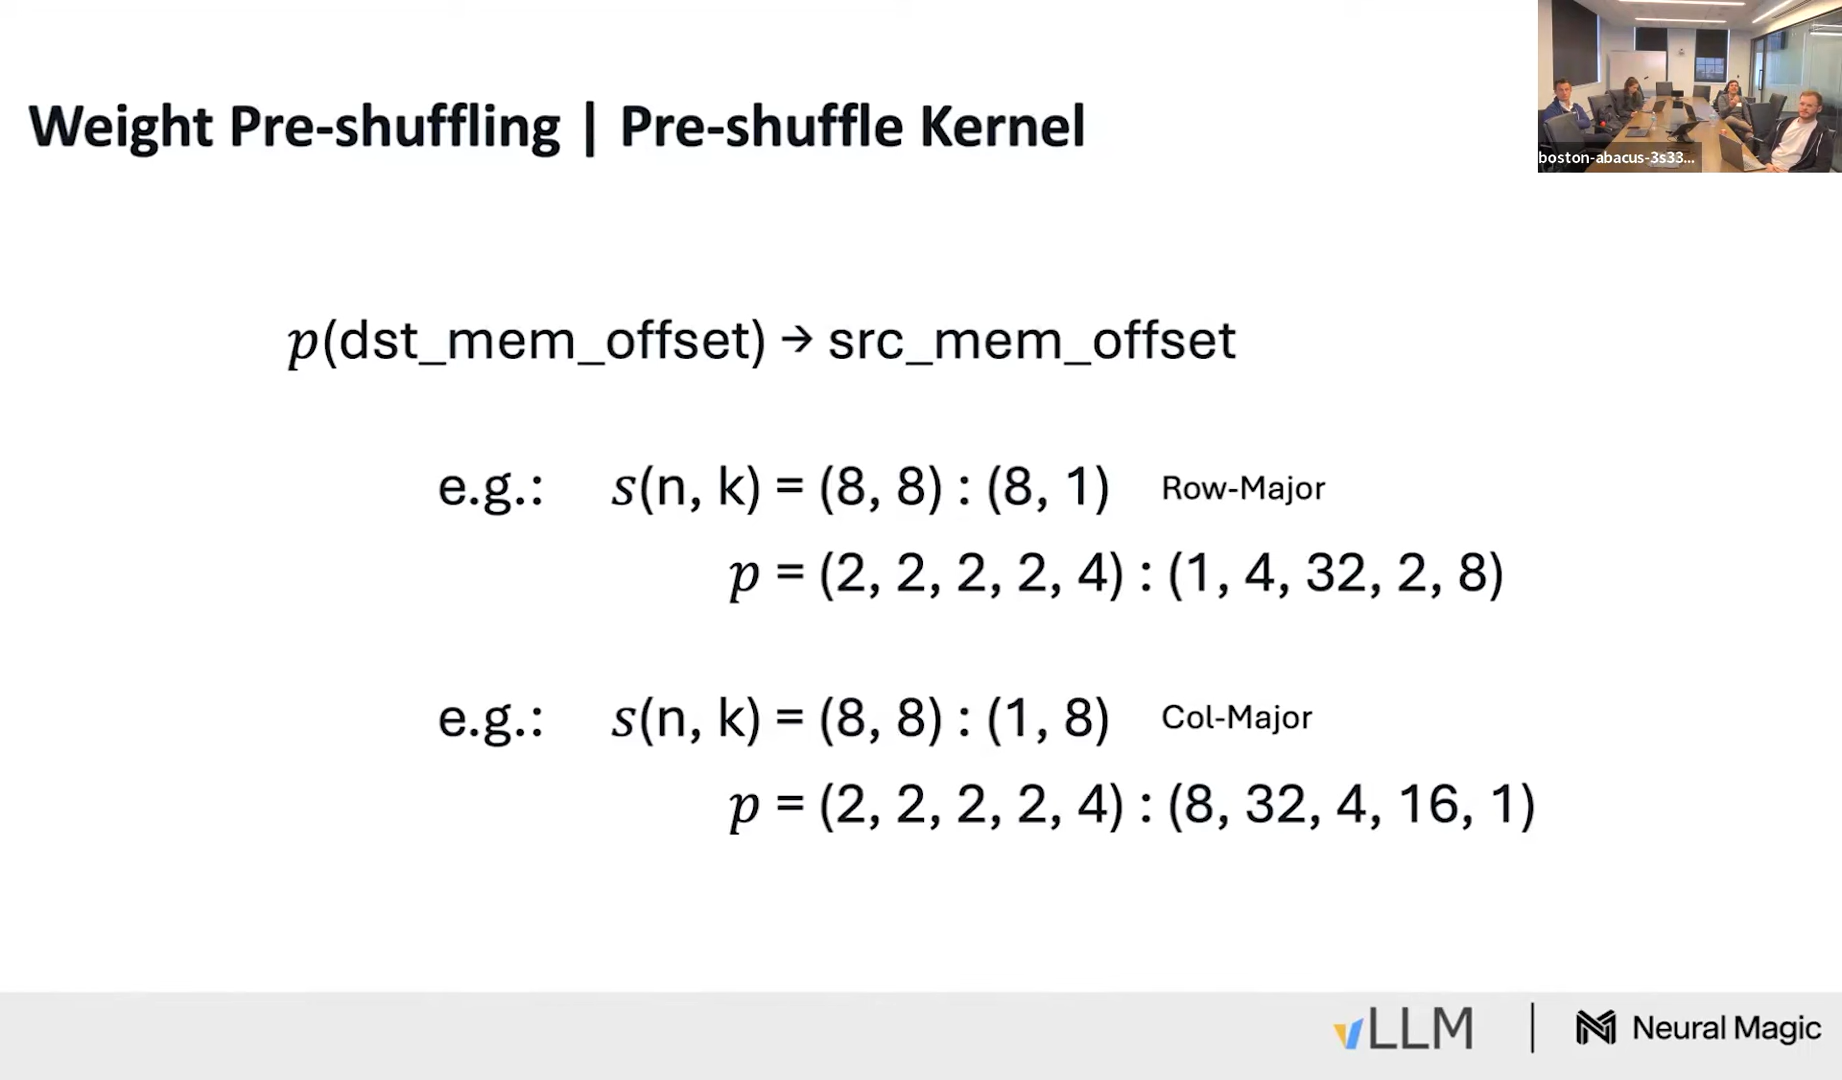 boston-abacus-3s33...
Weight Pre-shuffling | Pre-shuffle Kernel
p(dst_mem_offset) → src_mem_offset
e.g.: s(n, k) = (8, 8) : (8, 1) Row-Major
p = (2, 2, 2, 2, 4) : (1, 4, 32, 2, 8)
e.g.: s(n, k) = (8, 8) : (1, 8) Col-Major
p = (2, 2, 2, 2, 4) : (8, 32, 4, 16, 1)
vLLM | Neural Magic